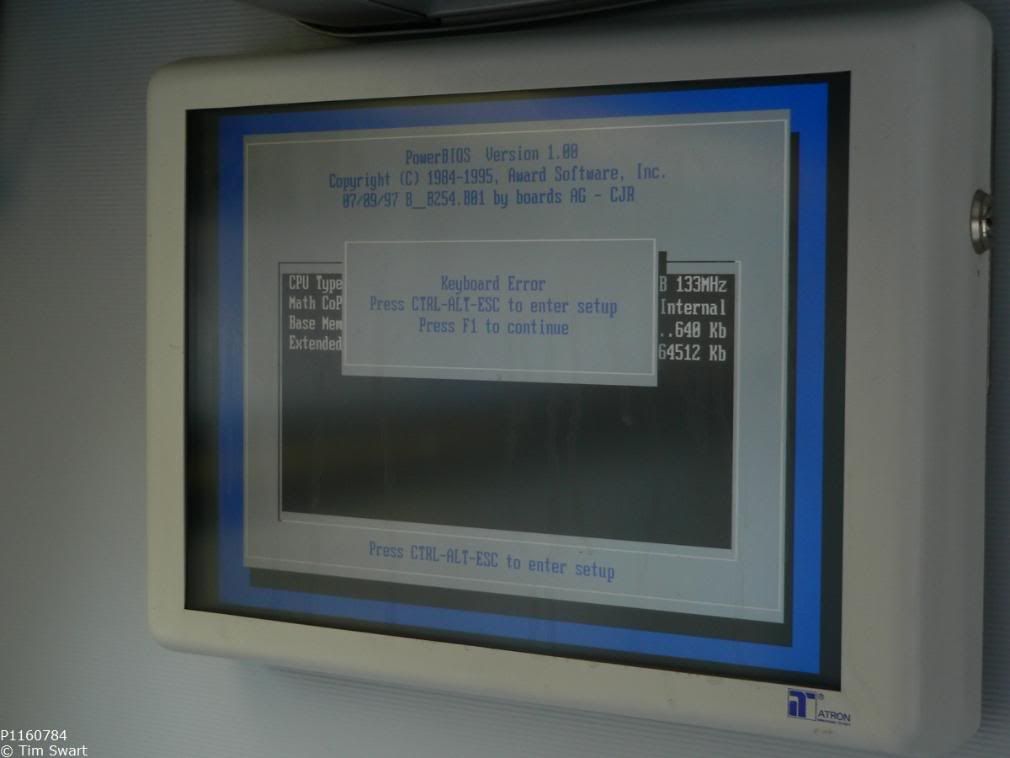 PowerBIOS Version 1.00
Copyright (C) 1984-1995, Award Software, Inc.
07/09/97 B__B254.B01 by boards AG - CJR
Keyboard Error
Press CTRL-ALT-ESC to enter setup
Press F1 to continue
CPU Type B 133MHz
Math CoP Internal
Base Mem ..640 Kb
Extended 64512 Kb
Press CTRL-ALT-ESC to enter setup
ATRON
P1160784
© Tim Swart